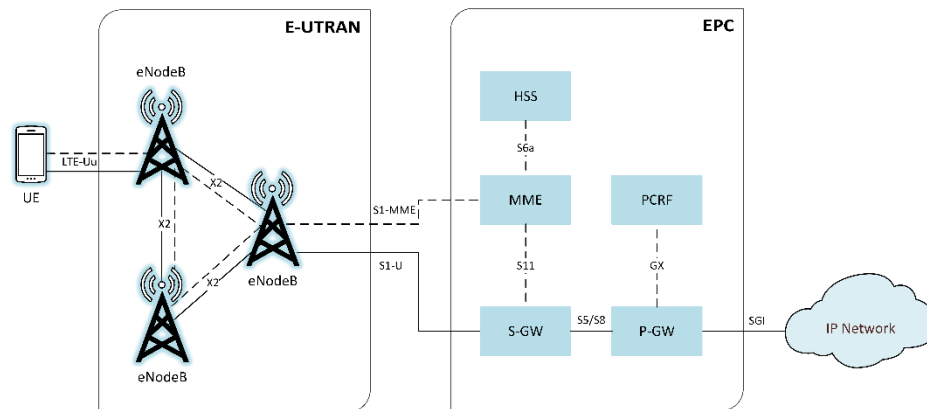 E-UTRAN
EPC
eNodeB
HSS
S6a
LTE-Uu
X2
UE
MME
PCRF
S1-MME
X2
S1-U
S11
GX
X2
eNodeB
S-GW
S5/S8
P-GW
SGI
IP Network
eNodeB